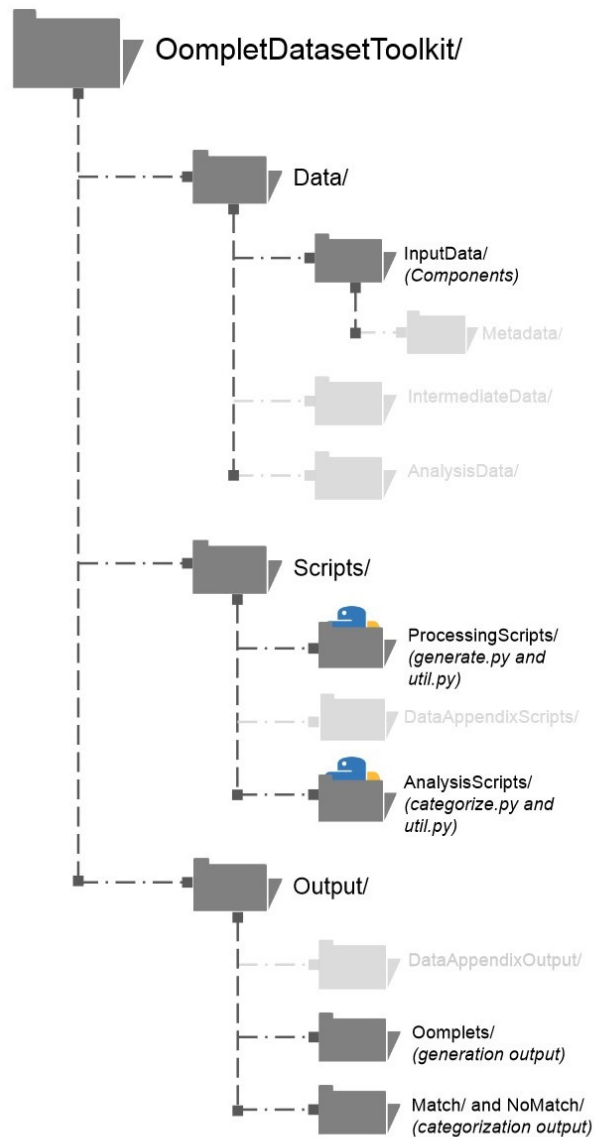 OompletDatasetToolkit/
Data/
InputData/
(Components)
Metadata/
IntermediateData/
AnalysisData/
Scripts/
ProcessingScripts/
(generate.py and
util.py)
DataAppendixScripts/
AnalysisScripts/
(categorize.py and
util.py)
Output/
DataAppendixOutput/
Oomplets/
(generation output)
Match/ and NoMatch/
(categorization output)